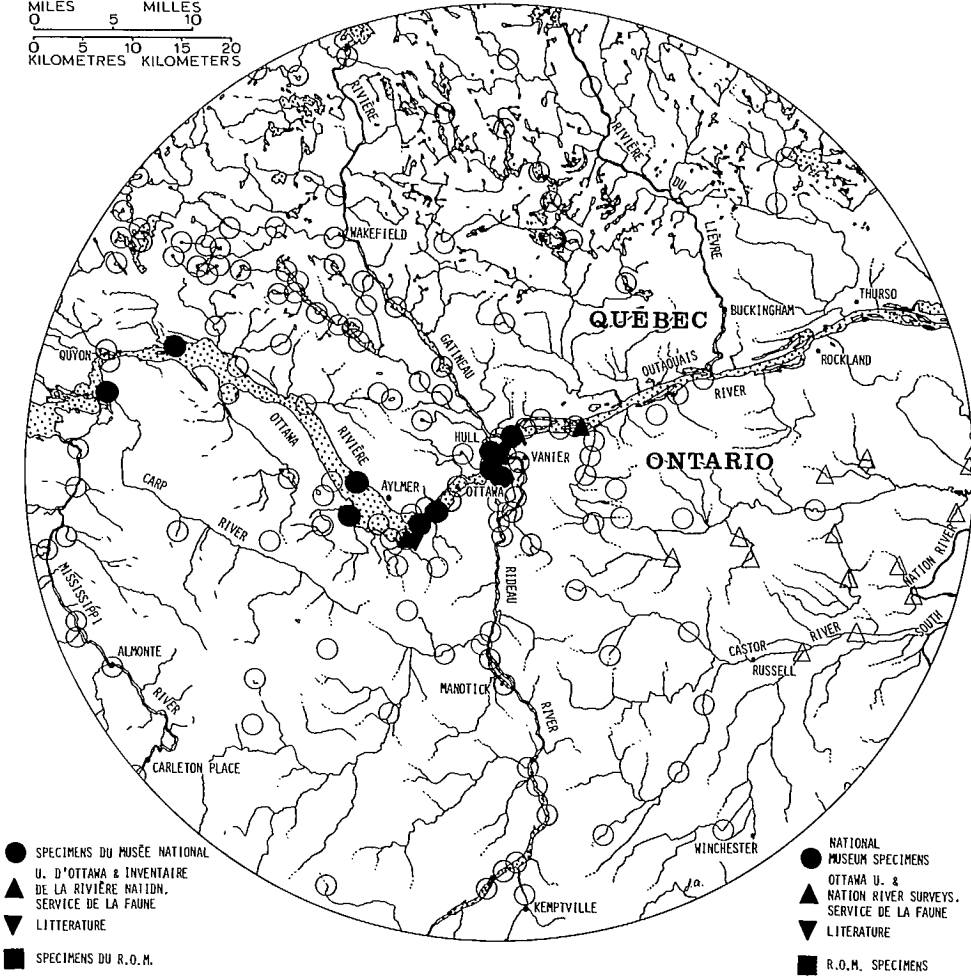 MILES MILLES
0 5 10
0 5 10 15 20
KILOMÈTRES KILOMETERS
RIVIÈRE
RIVIÈRE
DU
LIÈVRE
WAKEFIELD
GATINEAU
QUÉBEC
BUCKINGHAM
THURSO
OUTAOUAIS
RIVER
ROCKLAND
QUYON
OTTAWA
RIVIÈRE
HULL
VANIER
ONTARIO
AYLMER
OTTAWA
CARP
RIVER
MISSISSIPPI
RIVER
ALMONTE
CARLETON PLACE
RIDEAU
RIVER
MANOTICK
NATION RIVER
SOUTH
CASTOR RIVER
RUSSELL
WINCHESTER
KEMPTVILLE
J.a.
SPECIMENS DU MUSÉE NATIONAL
U. D'OTTAWA & INVENTAIRE
DE LA RIVIÈRE NATION.
SERVICE DE LA FAUNE
LITTERATURE
SPECIMENS DU R.O.M.
NATIONAL
MUSEUM SPECIMENS
OTTAWA U. &
NATION RIVER SURVEYS.
SERVICE DE LA FAUNE
LITERATURE
R.O.M. SPECIMENS